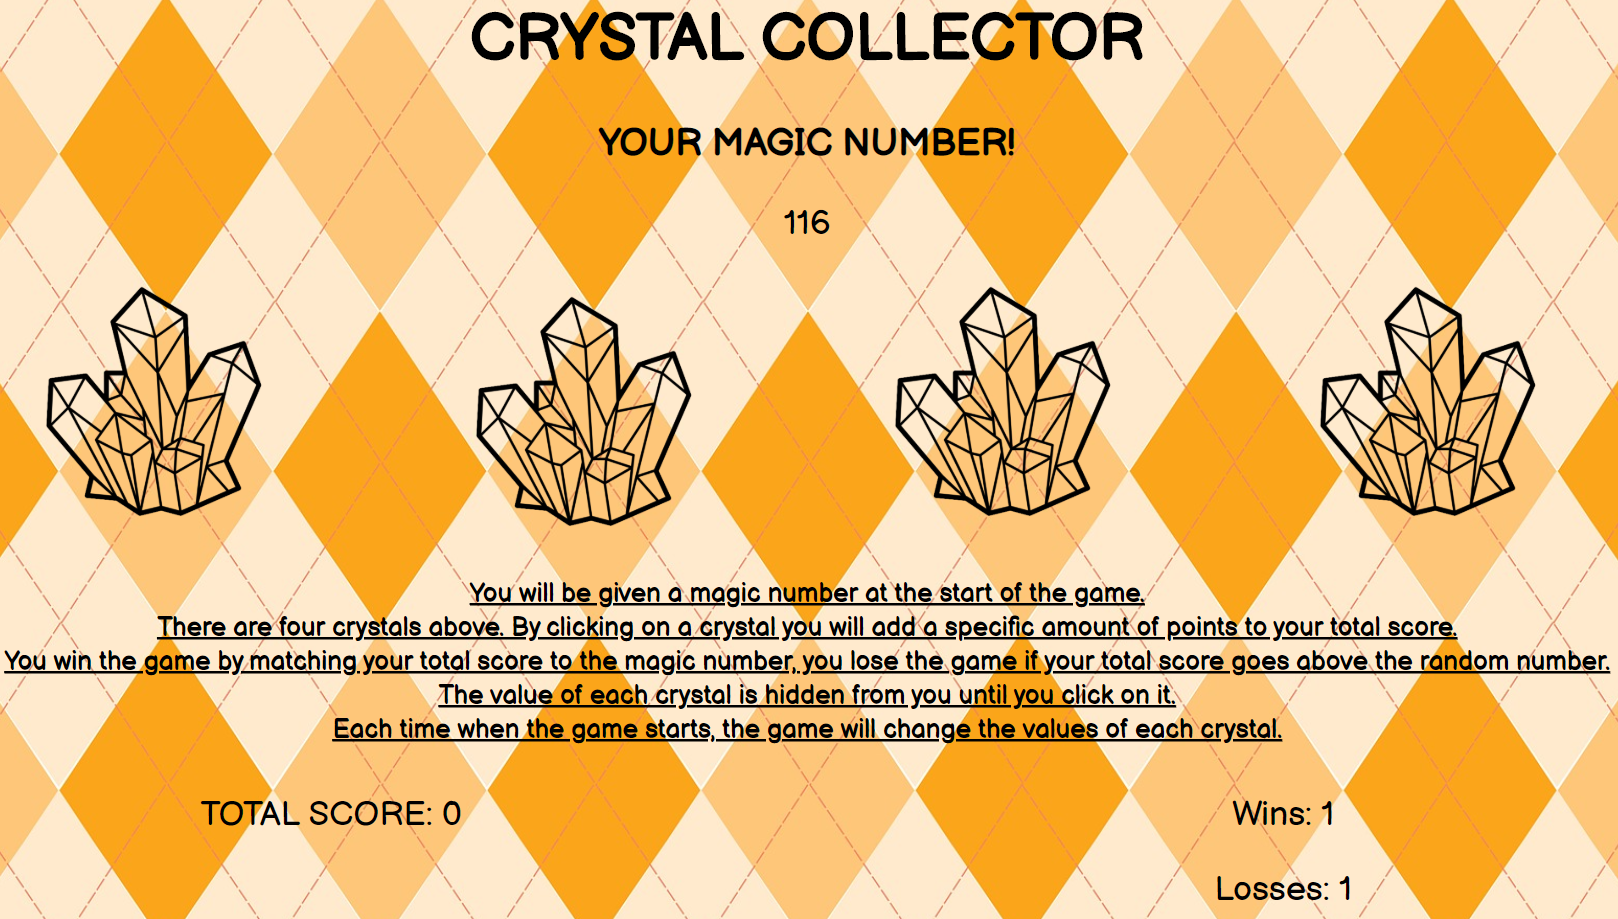 CRYSTAL COLLECTOR
YOUR MAGIC NUMBER!
116
You will be given a magic number at the start of the game.
There are four crystals above. By clicking on a crystal you will add a specific amount of points to your total score.
You win the game by matching your total score to the magic number, you lose the game if your total score goes above the random number.
The value of each crystal is hidden from you until you click on it.
Each time when the game starts, the game will change the values of each crystal.
TOTAL SCORE: 0
Wins: 1
Losses: 1